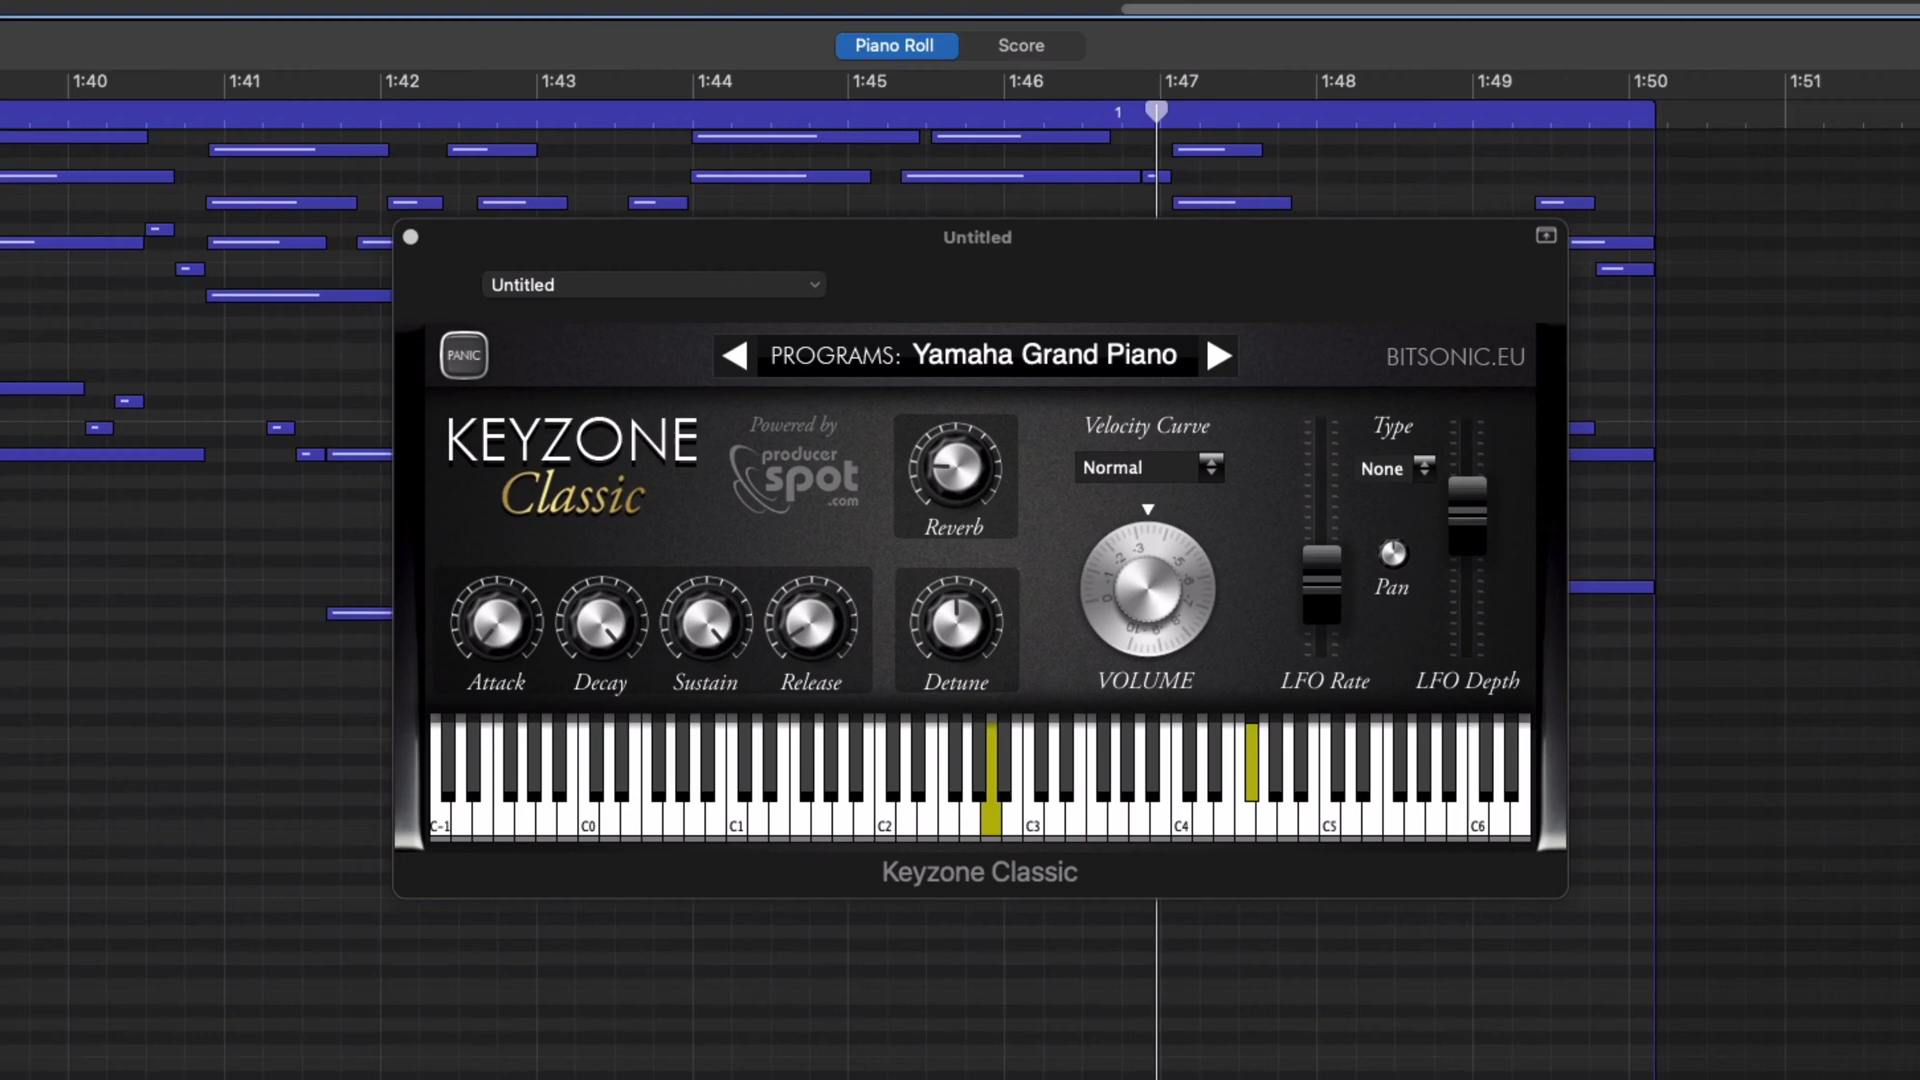 Piano Roll Score
1:40 1:41 1:42 1:43 1:44 1:45 1:46 1:47 1:48 1:49 1:50 1:51
1
Untitled
Untitled
PANIC
PROGRAMS: Yamaha Grand Piano
BITSONIC.EU
KEYZONE
Classic
Powered by
producer
spot
.com
Reverb
Velocity Curve
Normal
Type
None
Pan
Attack Decay Sustain Release Detune VOLUME LFO Rate LFO Depth
C-1 C0 C1 C2 C3 C4 C5 C6
Keyzone Classic